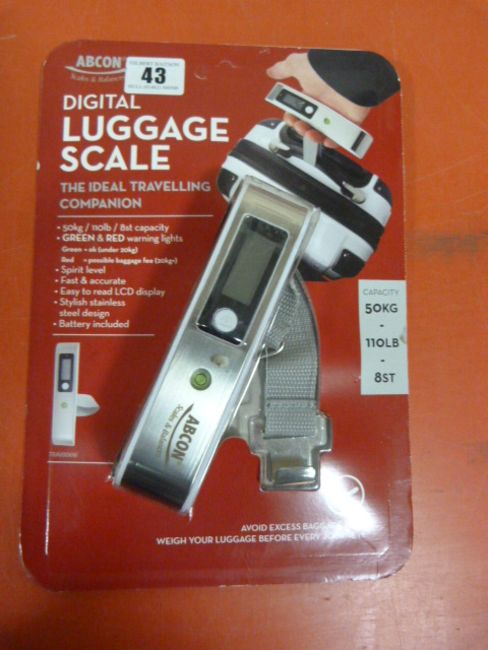 ABCON
Scales & Balances
43
DIGITAL
LUGGAGE
SCALE
THE IDEAL TRAVELLING
COMPANION
• 50kg / 110lb / 8st capacity
• GREEN & RED warning lights
Green = ok (under 20kg)
Red = possible baggage fee (20kg+)
• Spirit level
• Fast & accurate
• Easy to read LCD display
• Stylish stainless
steel design
• Battery included
CAPACITY
50KG
-
110LB
-
8ST
ABCON
Scales & Balances
AVOID EXCESS
WEIGH YOUR LUGGAGE BEFORE EVERY